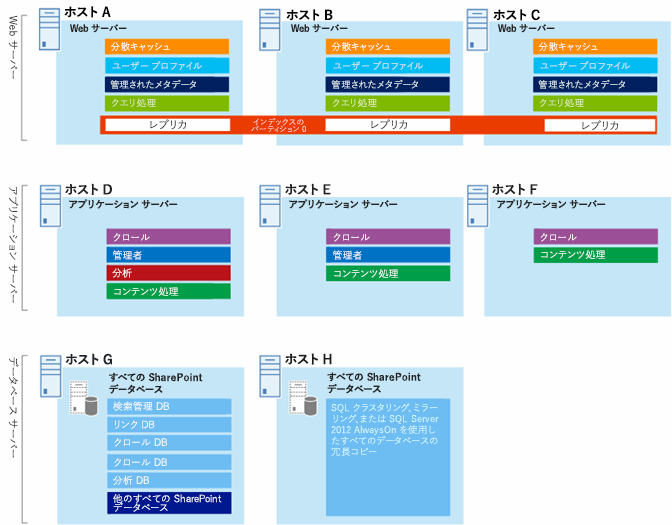 Web サーバー
ホスト A
Web サーバー
分散キャッシュ
ユーザー プロファイル
管理されたメタデータ
クエリ処理
レプリカ
インデックスの
パーティション 0
ホスト B
Web サーバー
分散キャッシュ
ユーザー プロファイル
管理されたメタデータ
クエリ処理
レプリカ
ホスト C
Web サーバー
分散キャッシュ
ユーザー プロファイル
管理されたメタデータ
クエリ処理
レプリカ
アプリケーション サーバー
ホスト D
アプリケーション サーバー
クロール
管理者
分析
コンテンツ処理
ホスト E
アプリケーション サーバー
クロール
管理者
コンテンツ処理
ホスト F
アプリケーション サーバー
クロール
コンテンツ処理
データベース サーバー
ホスト G
すべての SharePoint
データベース
検索管理 DB
リンク DB
クロール DB
クロール DB
分析 DB
他のすべての SharePoint
データベース
ホスト H
すべての SharePoint
データベース
SQL クラスタリング、ミラー
リング、または SQL Server
2012 AlwaysOn を使用し
たすべてのデータベースの
冗長コピー